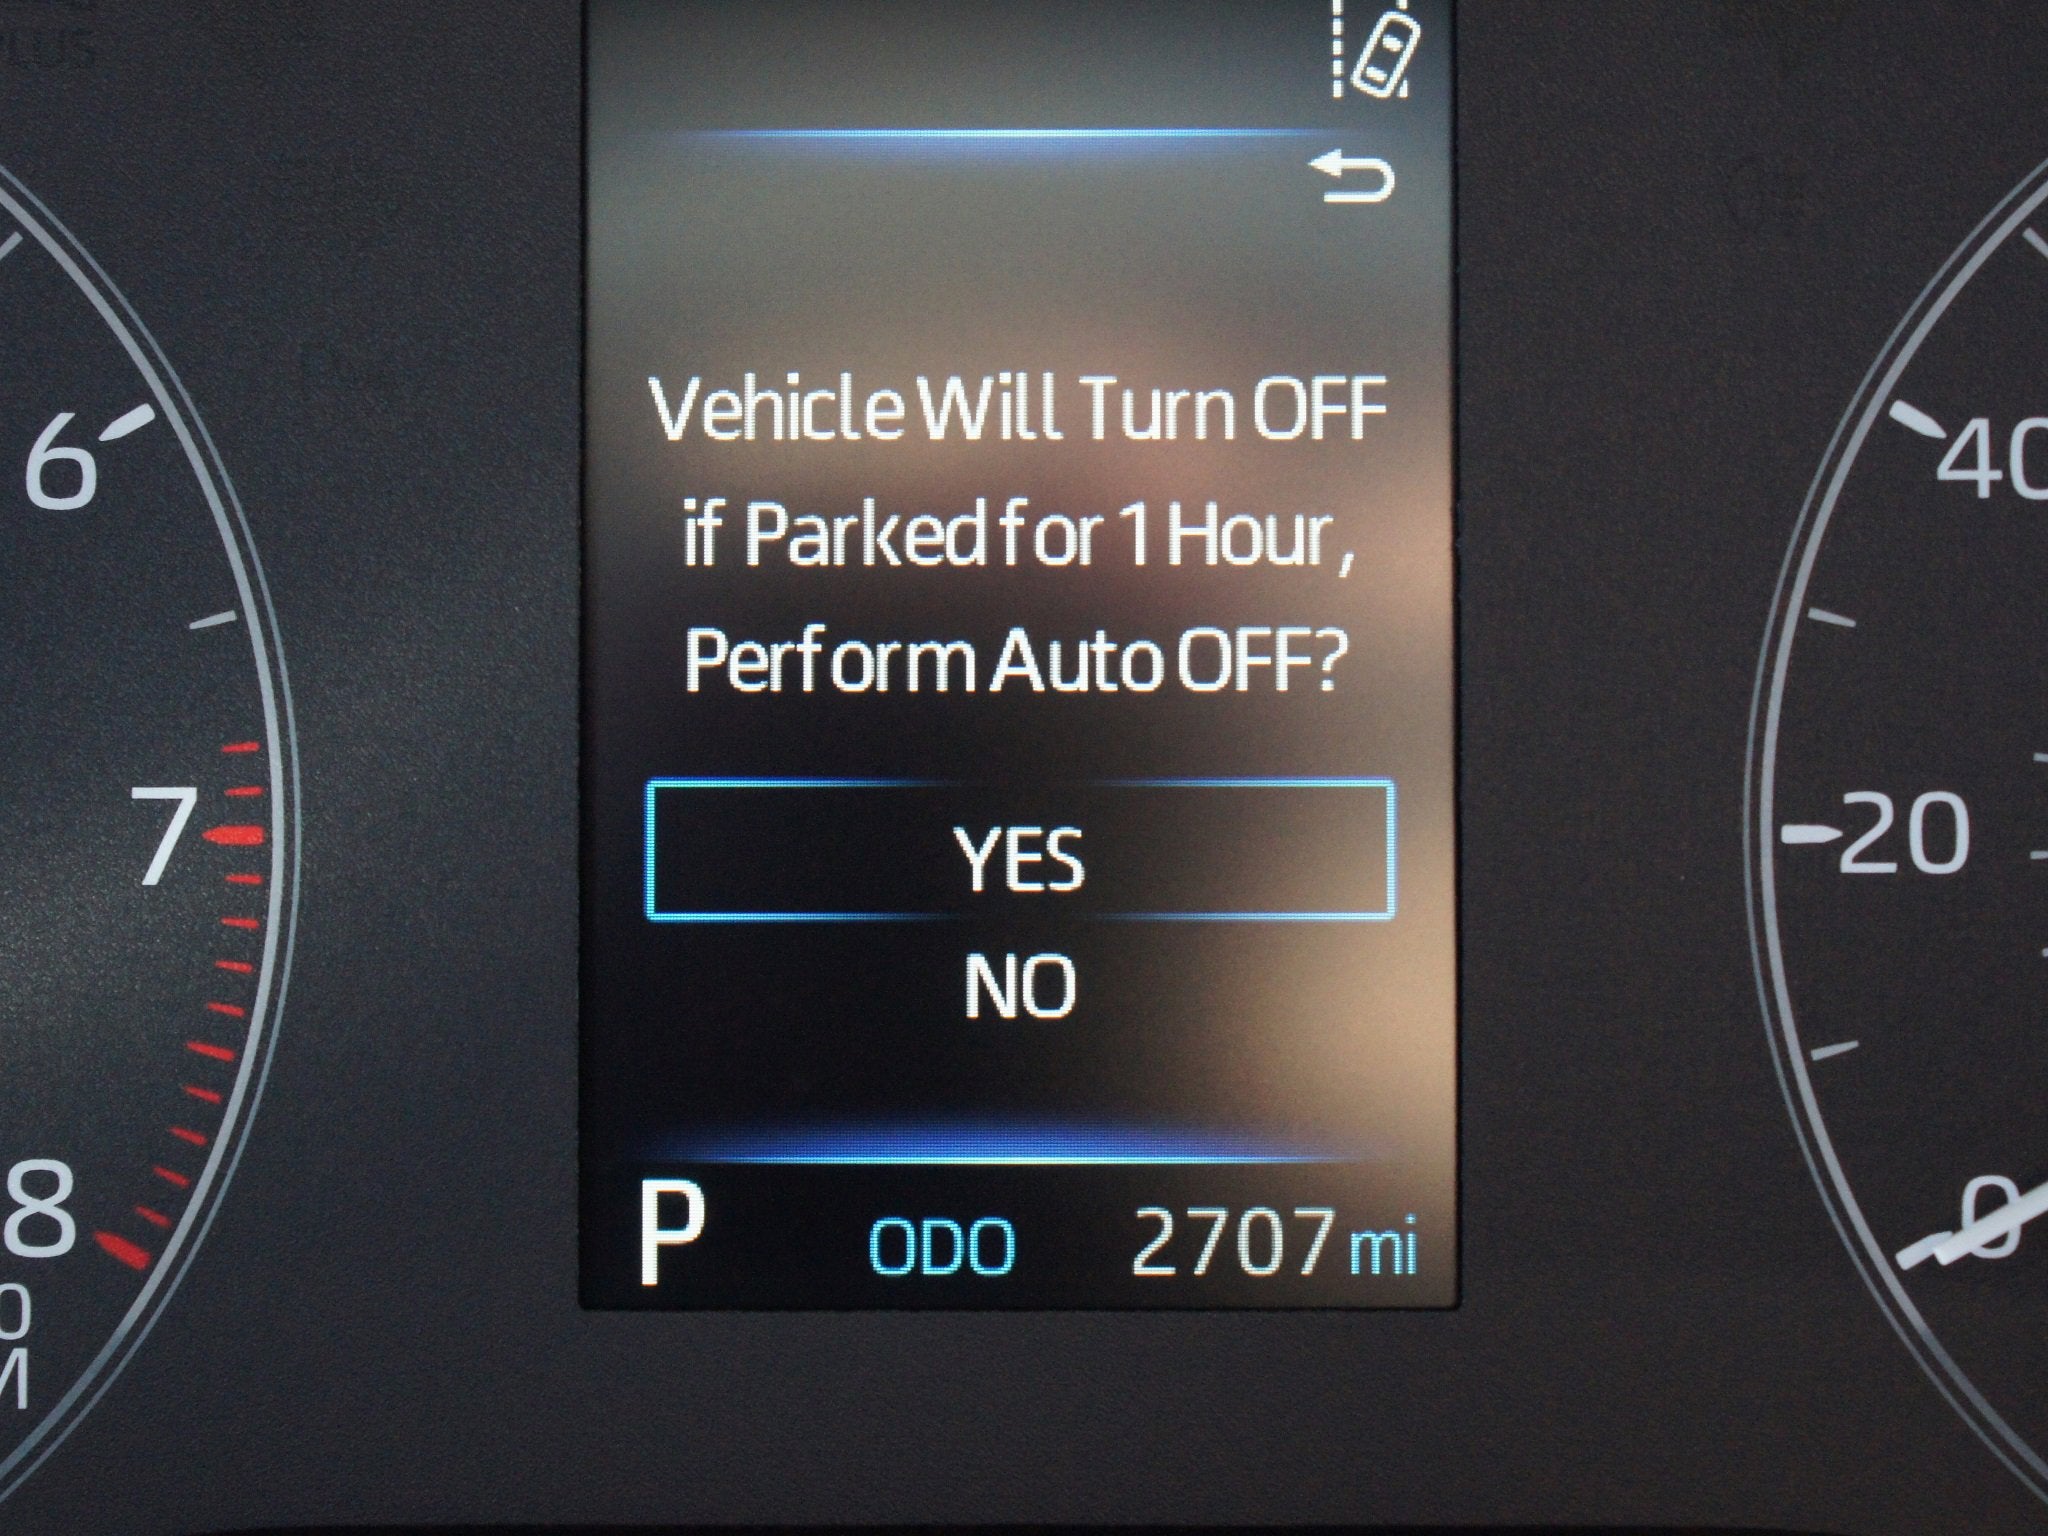 PLUS
Vehicle Will Turn OFF
if Parked for 1 Hour,
Perform Auto OFF?
YES
NO
P ODO 2707 mi
6
7
8
40
20
0